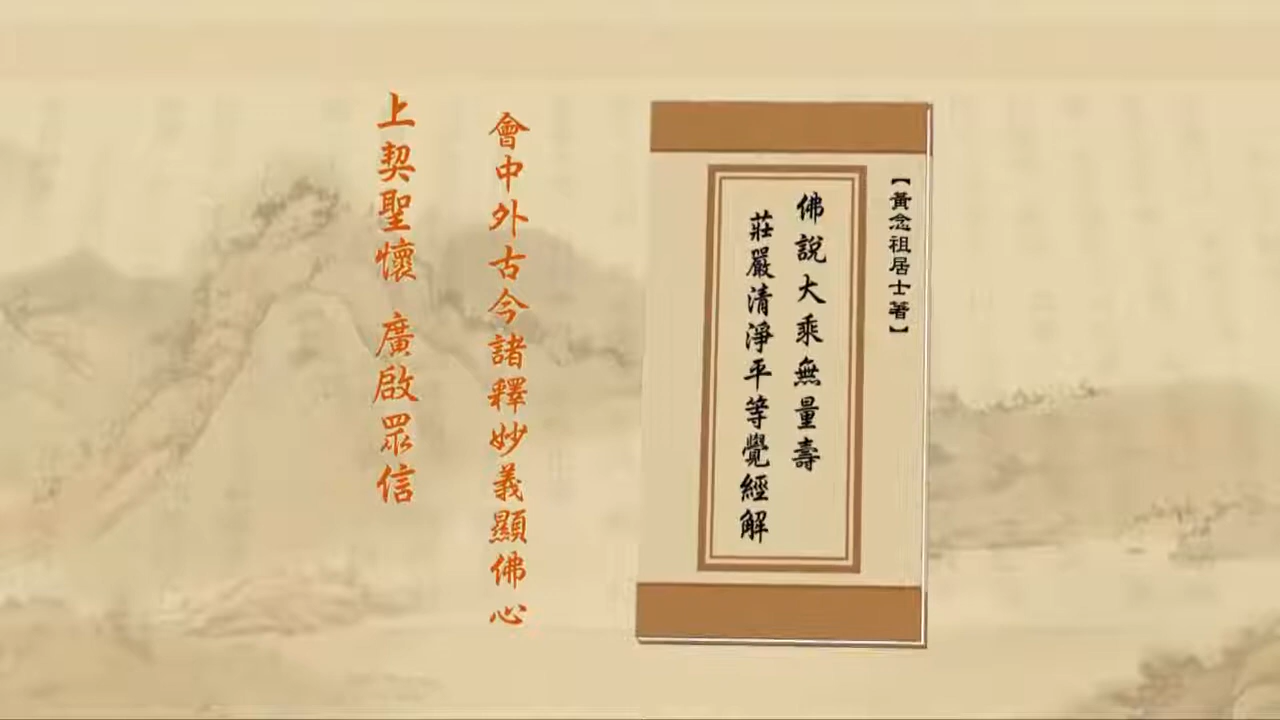 【黃念祖居士著】
佛說大乘無量壽
莊嚴清淨平等覺經解
會中外古今諸釋妙義顯佛心
上契聖懷 廣啟眾信